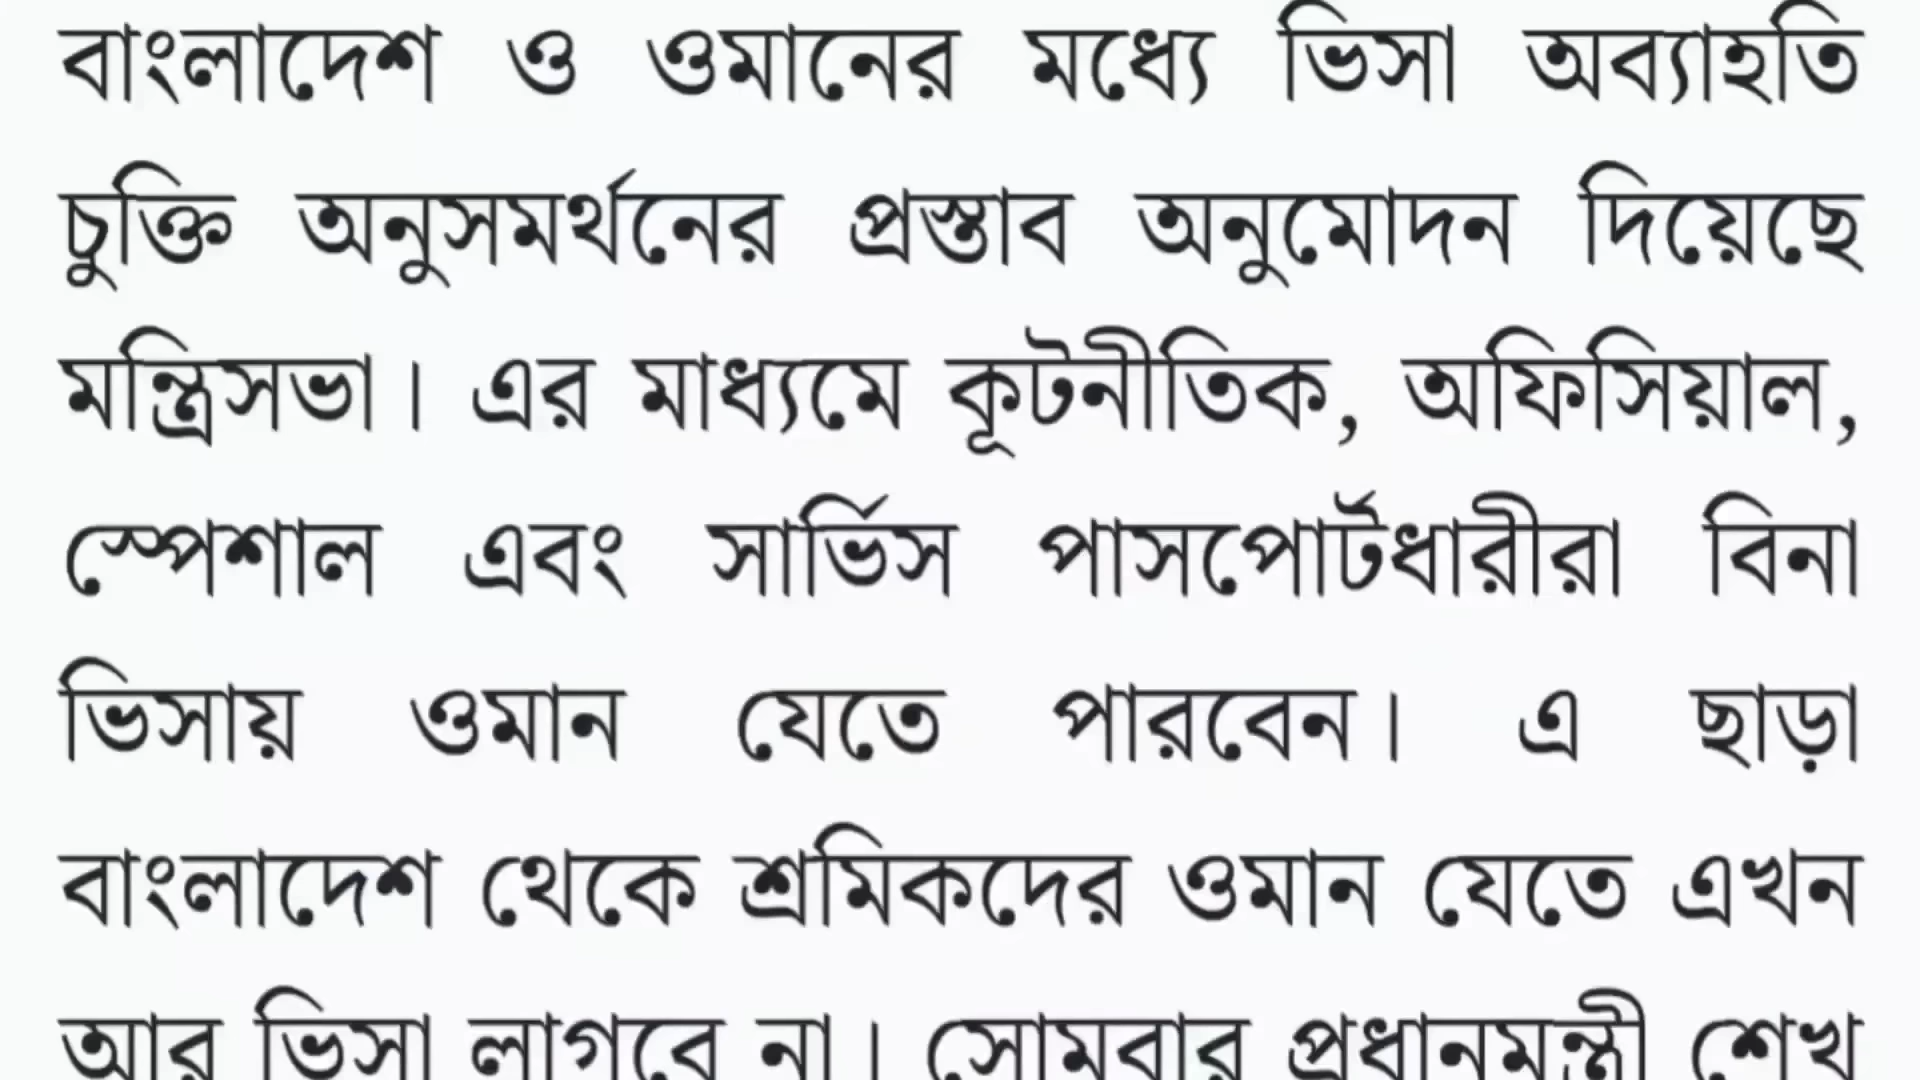 বাংলাদেশ ও ওমানের মধ্যে ভিসা অব্যাহতি
চুক্তি অনুসমর্থনের প্রস্তাব অনুমোদন দিয়েছে
মন্ত্রিসভা। এর মাধ্যমে কূটনীতিক, অফিসিয়াল,
স্পেশাল এবং সার্ভিস পাসপোর্টধারীরা বিনা
ভিসায় ওমান যেতে পারবেন। এ ছাড়া
বাংলাদেশ থেকে শ্রমিকদের ওমান যেতে এখন
আর ভিসা লাগবে না। সোমবার প্রধানমন্ত্রী শেখ